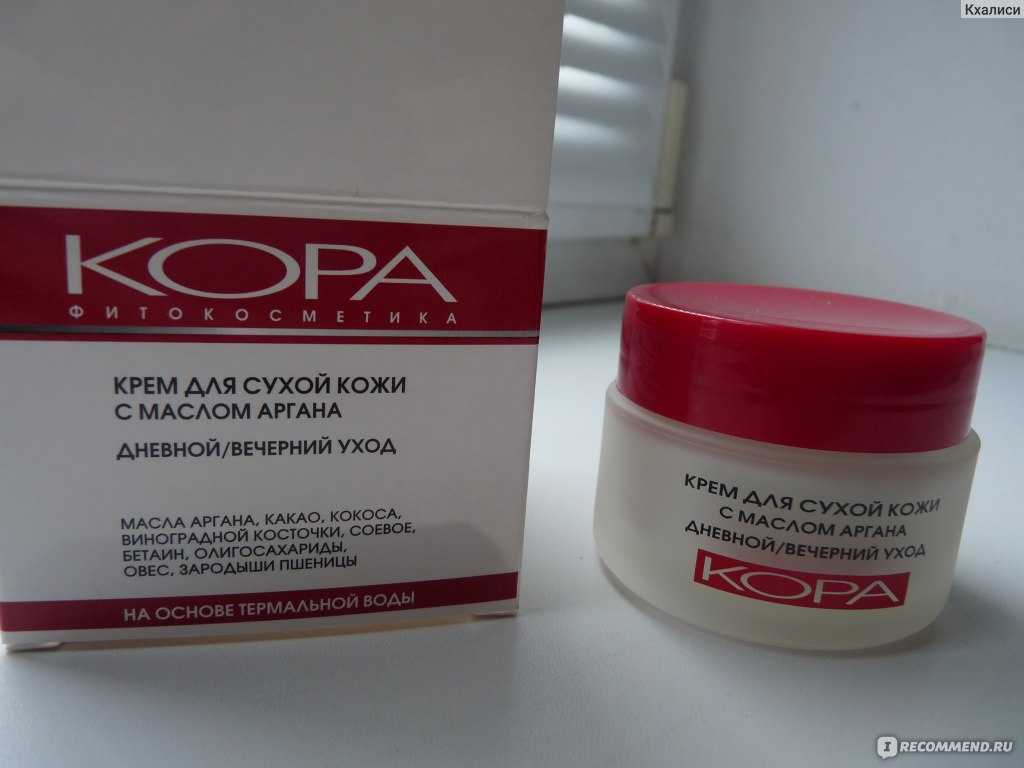 Кхалиси
КОРА
ФИТОКОСМЕТИКА
КРЕМ ДЛЯ СУХОЙ КОЖИ
С МАСЛОМ АРГАНА
ДНЕВНОЙ/ВЕЧЕРНИЙ УХОД
МАСЛА АРГАНА, КАКАО, КОКОСА,
ВИНОГРАДНОЙ КОСТОЧКИ, СОЕВОЕ,
БЕТАИН, ОЛИГОСАХАРИДЫ,
ОВЕС, ЗАРОДЫШИ ПШЕНИЦЫ
НА ОСНОВЕ ТЕРМАЛЬНОЙ ВОДЫ
КРЕМ ДЛЯ СУХОЙ КОЖИ
С МАСЛОМ АРГАНА
ДНЕВНОЙ/ВЕЧЕРНИЙ УХОД
КОРА
IRECOMMEND.RU